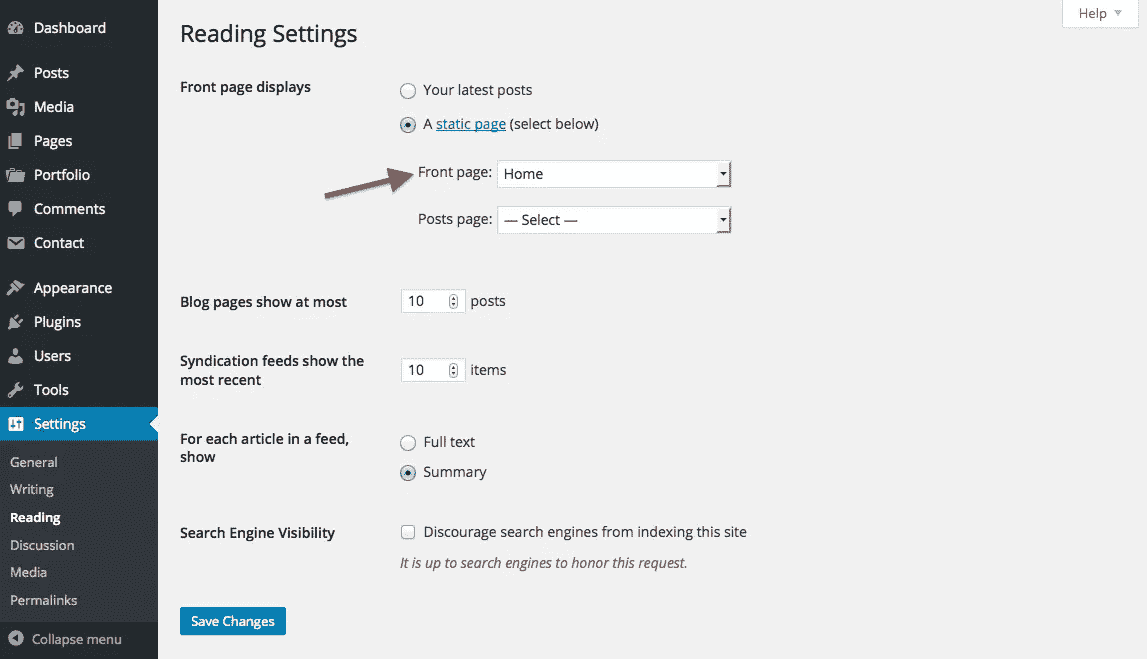 Dashboard
Posts
Media
Pages
Portfolio
Comments
Contact
Appearance
Plugins
Users
Tools
Settings
General
Writing
Reading
Discussion
Media
Permalinks
Collapse menu
Help
Reading Settings
Front page displays
Your latest posts
A static page (select below)
Front page: Home
Posts page: — Select —
Blog pages show at most 10 posts
Syndication feeds show the
most recent
10 items
For each article in a feed,
show
Full text
Summary
Search Engine Visibility
Discourage search engines from indexing this site
It is up to search engines to honor this request.
Save Changes